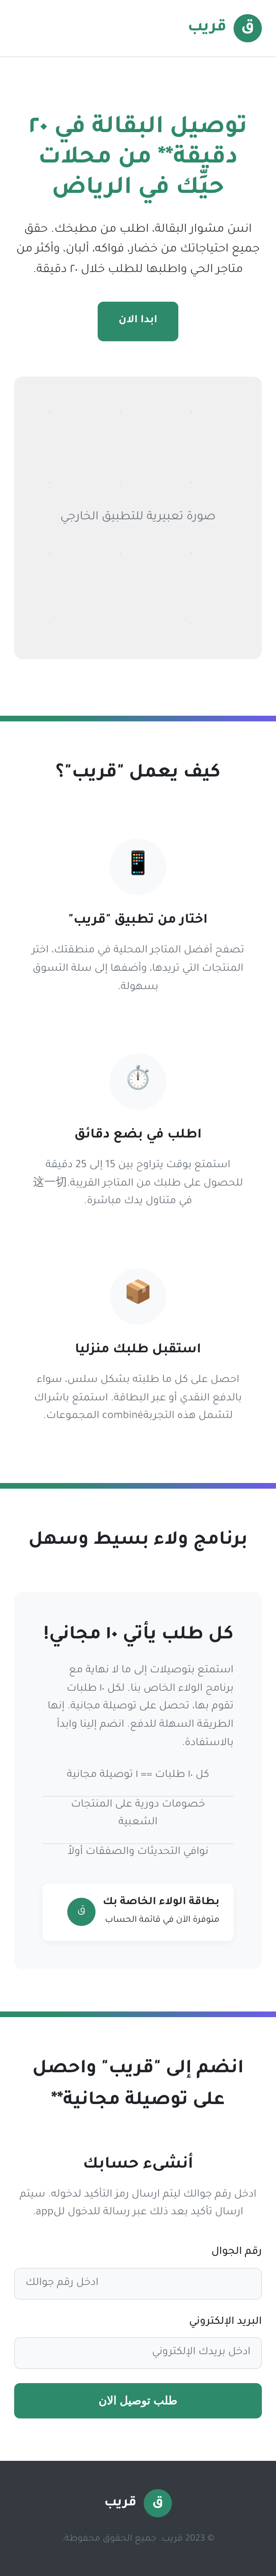 ق قريب
توصيل البقالة في ٢٠
دقيقة** من محلات
حيِّك في الرياض
انسَ مشوار البقالة، اطلب من مطبخك. حقق
جميع احتياجاتك من خضار، فواكه، ألبان، وأكثر من
متاجر الحي واطلبها للطلب خلال ٢٠ دقيقة.
ابدا الان
صورة تعبيرية للتطبيق الخارجي
كيف يعمل "قريب"؟
اختار من تطبيق "قريب"
تصفح أفضل المتاجر المحلية في منطقتك، اختر
المنتجات التي تريدها، وأضفها إلى سلة التسوق
بسهولة.
اطلب في بضع دقائق
استمتع بوقت يتراوح بين 15 إلى 25 دقيقة
للحصول على طلبك من المتاجر القريبة.这一切
في متناول يدك مباشرة.
استقبل طلبك منزليا
احصل على كل ما طلبته بشكل سلس، سواء
بالدفع النقدي أو عبر البطاقة. استمتع باشراك
لتشمل هذه التجربةcombiné المجموعات.
برنامج ولاء بسيط وسهل
كل طلب يأتي ١٠ مجاني!
استمتع بتوصيلات إلى ما لا نهاية مع
برنامج الولاء الخاص بنا. لكل ١٠ طلبات
تقوم بها، تحصل على توصيلة مجانية. إنها
الطريقة السهلة للدفع. انضم إلينا وابدأ
بالاستفادة.
كل ١٠ طلبات == ١ توصيلة مجانية
خصومات دورية على المنتجات
الشعبية
نوافي التحديثات والصفقات أولاً
بطاقة الولاء الخاصة بك
متوفرة الآن في قائمة الحساب
ق
انضم إلى "قريب" واحصل
على توصيلة مجانية**
أنشىء حسابك
ادخل رقم جوالك ليتم ارسال رمز التأكيد لدخوله. سيتم
ارسال تأكيد بعد ذلك عبر رسالة للدخول للapp.
رقم الجوال
ادخل رقم جوالك
البريد الإلكتروني
ادخل بريدك الإلكتروني
طلب توصيل الان
ق قريب
© 2023 قريب. جميع الحقوق محفوظة.